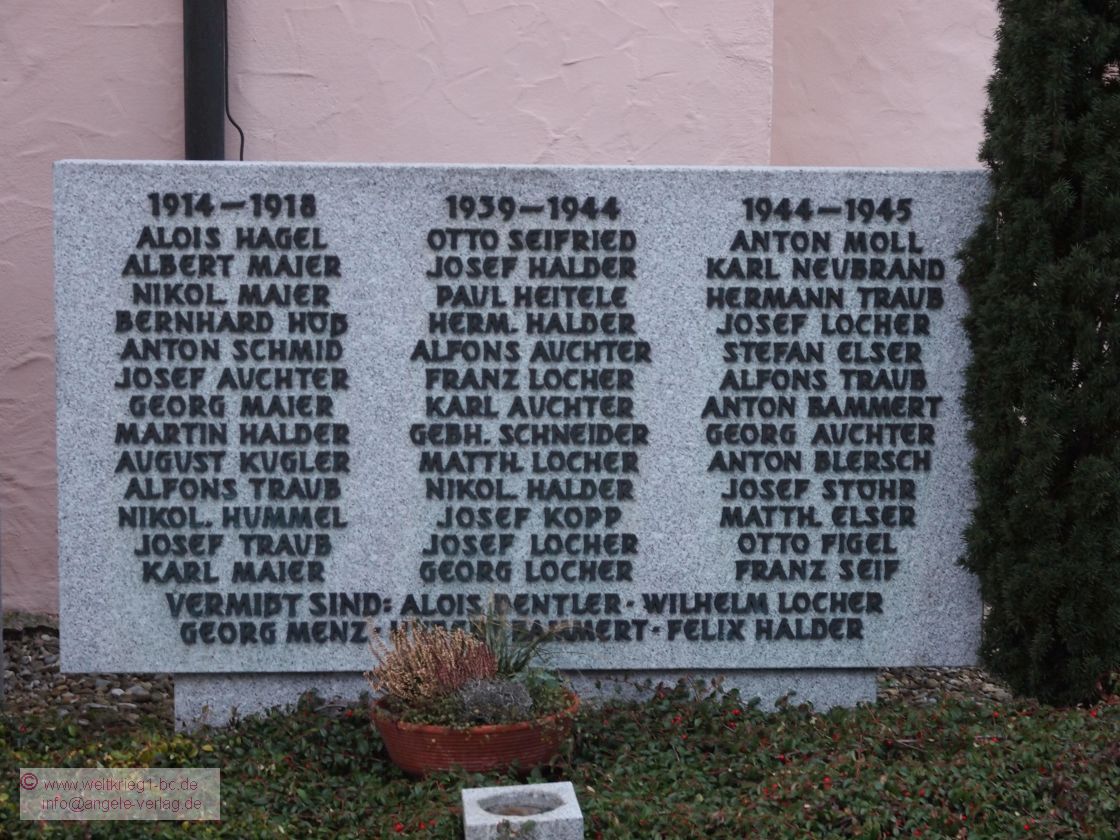 1914–1918
ALOIS HAGEL
ALBERT MAIER
NIKOL. MAIER
BERNHARD HÖß
ANTON SCHMID
JOSEF AUCHTER
GEORG MAIER
MARTIN HALDER
AUGUST KUGLER
ALFONS TRAUB
NIKOL. HUMMEL
JOSEF TRAUB
KARL MAIER
1939–1944
OTTO SEIFRIED
JOSEF HALDER
PAUL HEITELE
HERM. HALDER
ALFONS AUCHTER
FRANZ LOCHER
KARL AUCHTER
GEBH. SCHNEIDER
MATTH. LOCHER
NIKOL. HALDER
JOSEF KOPP
JOSEF LOCHER
GEORG LOCHER
1944–1945
ANTON MOLL
KARL NEUBRAND
HERMANN TRAUB
JOSEF LOCHER
STEFAN ELSER
ALFONS TRAUB
ANTON BAMMERT
GEORG AUCHTER
ANTON BLERSCH
JOSEF STÖHR
MATTH. ELSER
OTTO FIGEL
FRANZ SEIF
VERMIßT SIND: ALOIS DENTLER · WILHELM LOCHER
GEORG MENZ · BAMMERT · FELIX HALDER
© www.weltkrieg1-bc.de
info@angele-verlag.de